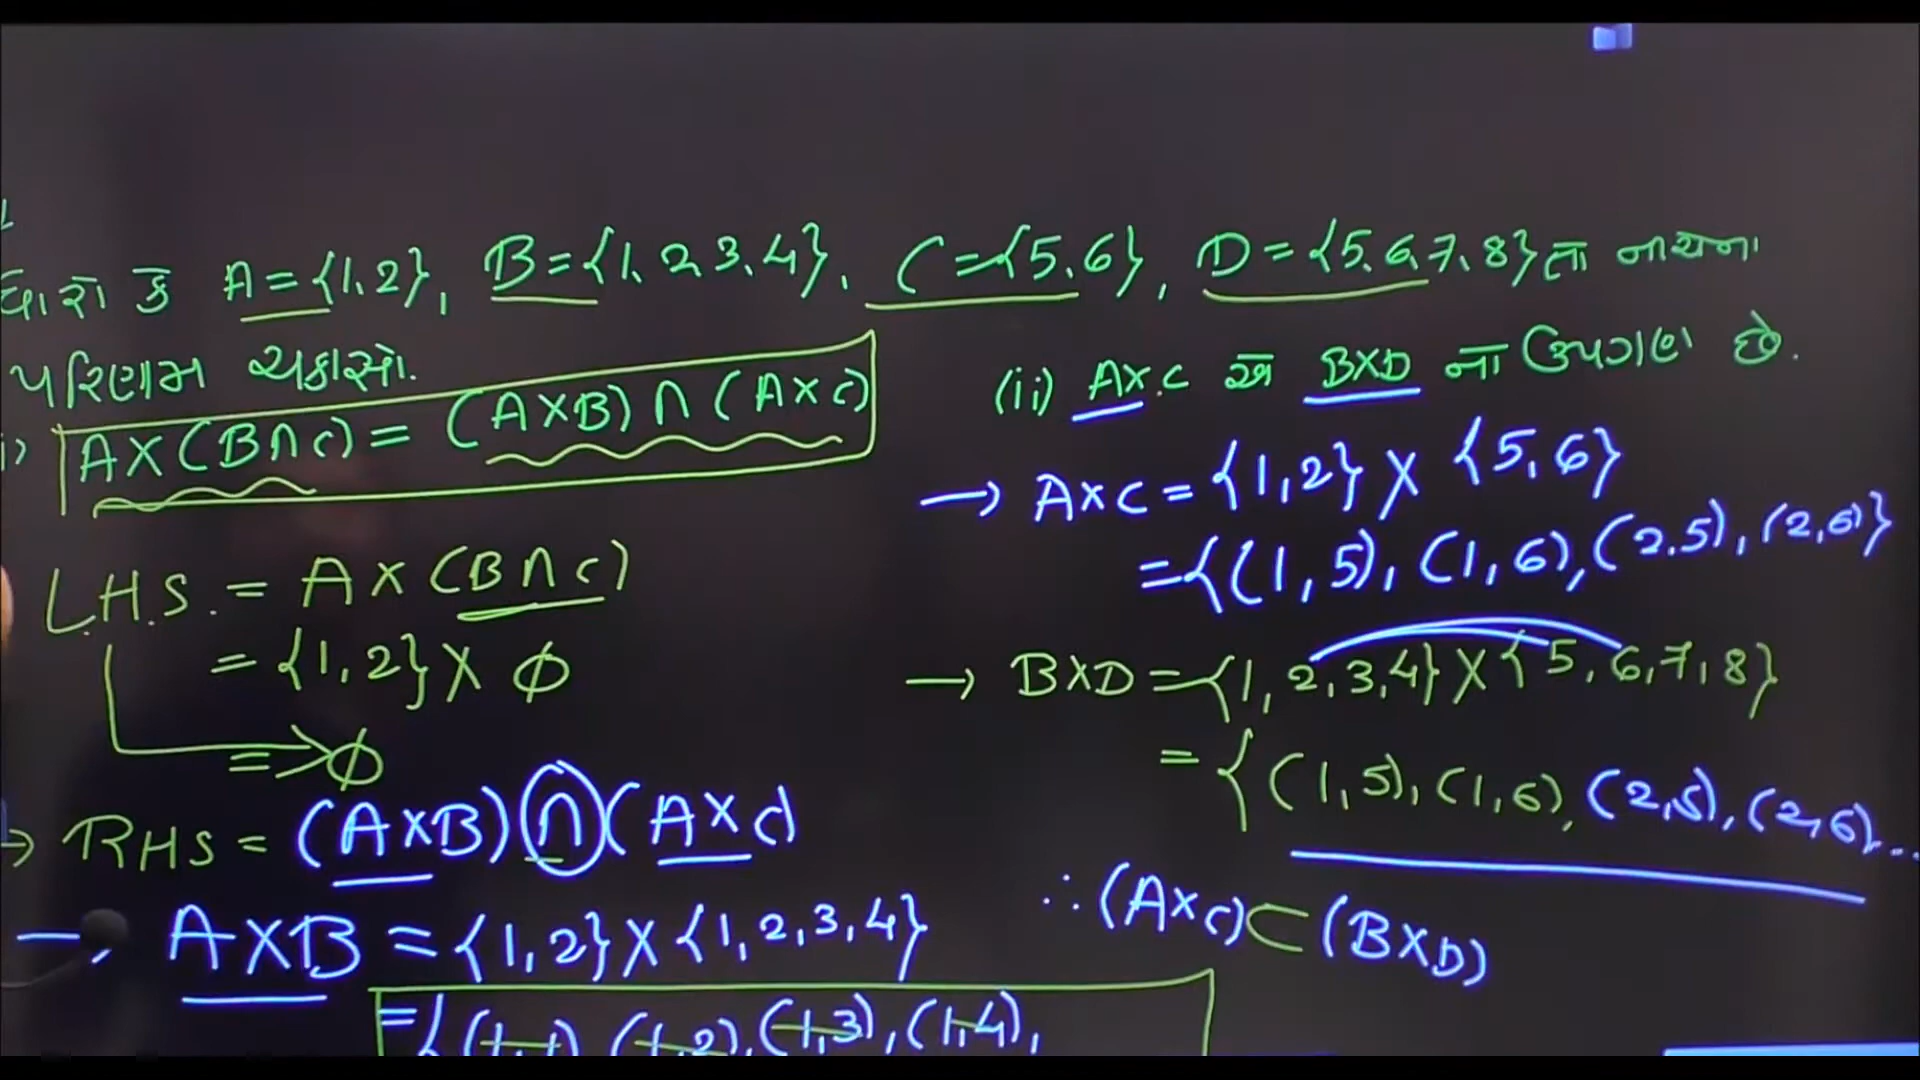 ધારો કે A = {1, 2}, B = {1, 2, 3, 4}, C = {5, 6}, D = {5, 6, 7, 8} તો નીચેના
પરિણામ ચકાસો.
i) A×(B∩C) = (A×B)∩(A×C)
L.H.S. = A×(B∩C)
= {1, 2} × ϕ
= ϕ
→ RHS = (A×B)∩(A×C)
→ A×B = {1, 2} × {1, 2, 3, 4}
= {(1,1), (1,2), (1,3), (1,4),
(ii) A×C એ B×D નો ઉપગણ છે.
→ A×C = {1, 2} × {5, 6}
= {(1, 5), (1, 6), (2, 5), (2, 6)}
→ B×D = {1, 2, 3, 4} × {5, 6, 7, 8}
= {(1, 5), (1, 6), (2, 5), (2, 6)...
∴ (A×C) ⊂ (B×D)